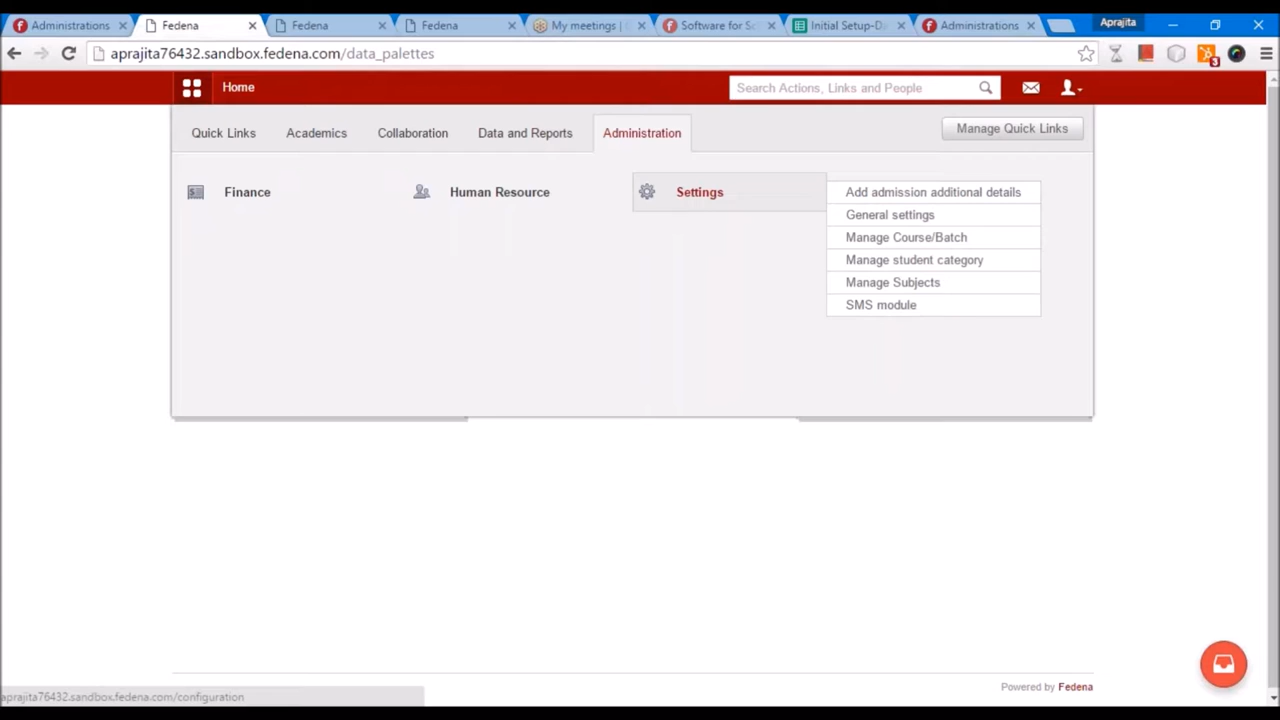 Administrations
Fedena
Fedena
Fedena
My meetings |
Software for Sc
Initial Setup-D
Administrations
Aprajita
aprajita76432.sandbox.fedena.com/data_palettes
3
Home
Search Actions, Links and People
Quick Links
Academics
Collaboration
Data and Reports
Administration
Manage Quick Links
Finance
Human Resource
Settings
Add admission additional details
General settings
Manage Course/Batch
Manage student category
Manage Subjects
SMS module
Powered by Fedena
aprajita76432.sandbox.fedena.com/configuration